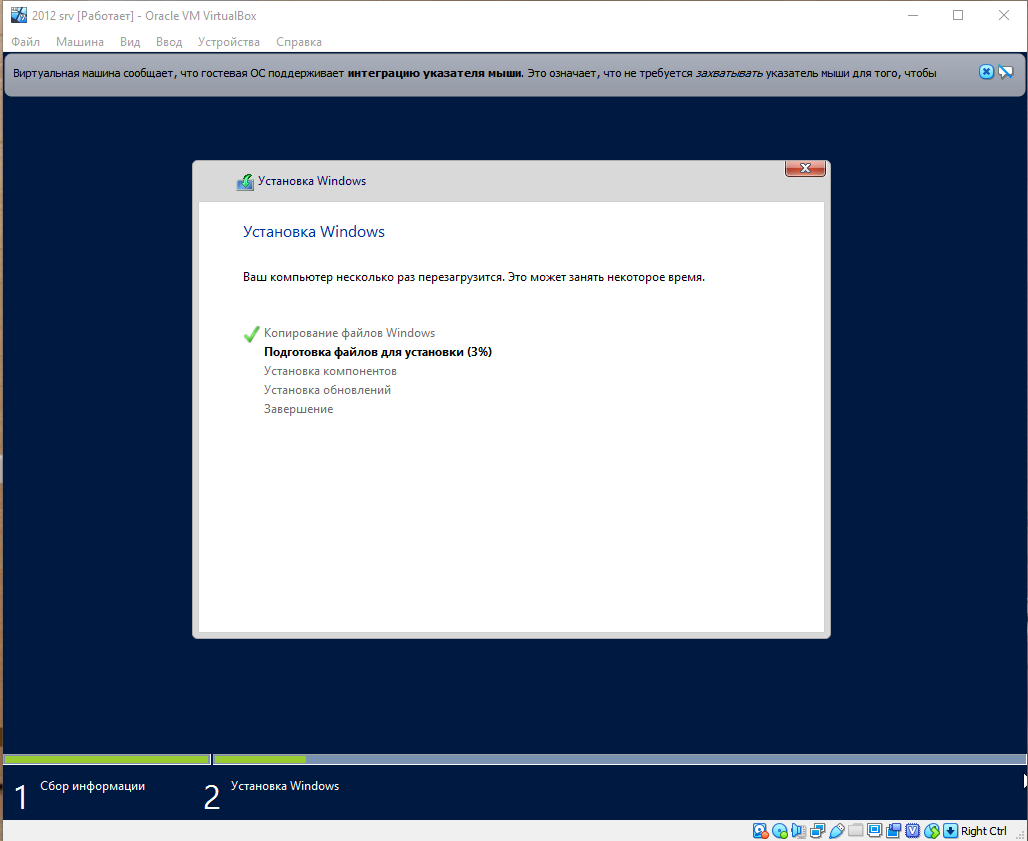 2012 srv [Работает] - Oracle VM VirtualBox
Файл Машина Вид Ввод Устройства Справка
Виртуальная машина сообщает, что гостевая ОС поддерживает интеграцию указателя мыши. Это означает, что не требуется захватывать указатель мыши для того, чтобы
Установка Windows
Установка Windows
Ваш компьютер несколько раз перезагрузится. Это может занять некоторое время.
Копирование файлов Windows
Подготовка файлов для установки (3%)
Установка компонентов
Установка обновлений
Завершение
1 Сбор информации 2 Установка Windows
Right Ctrl